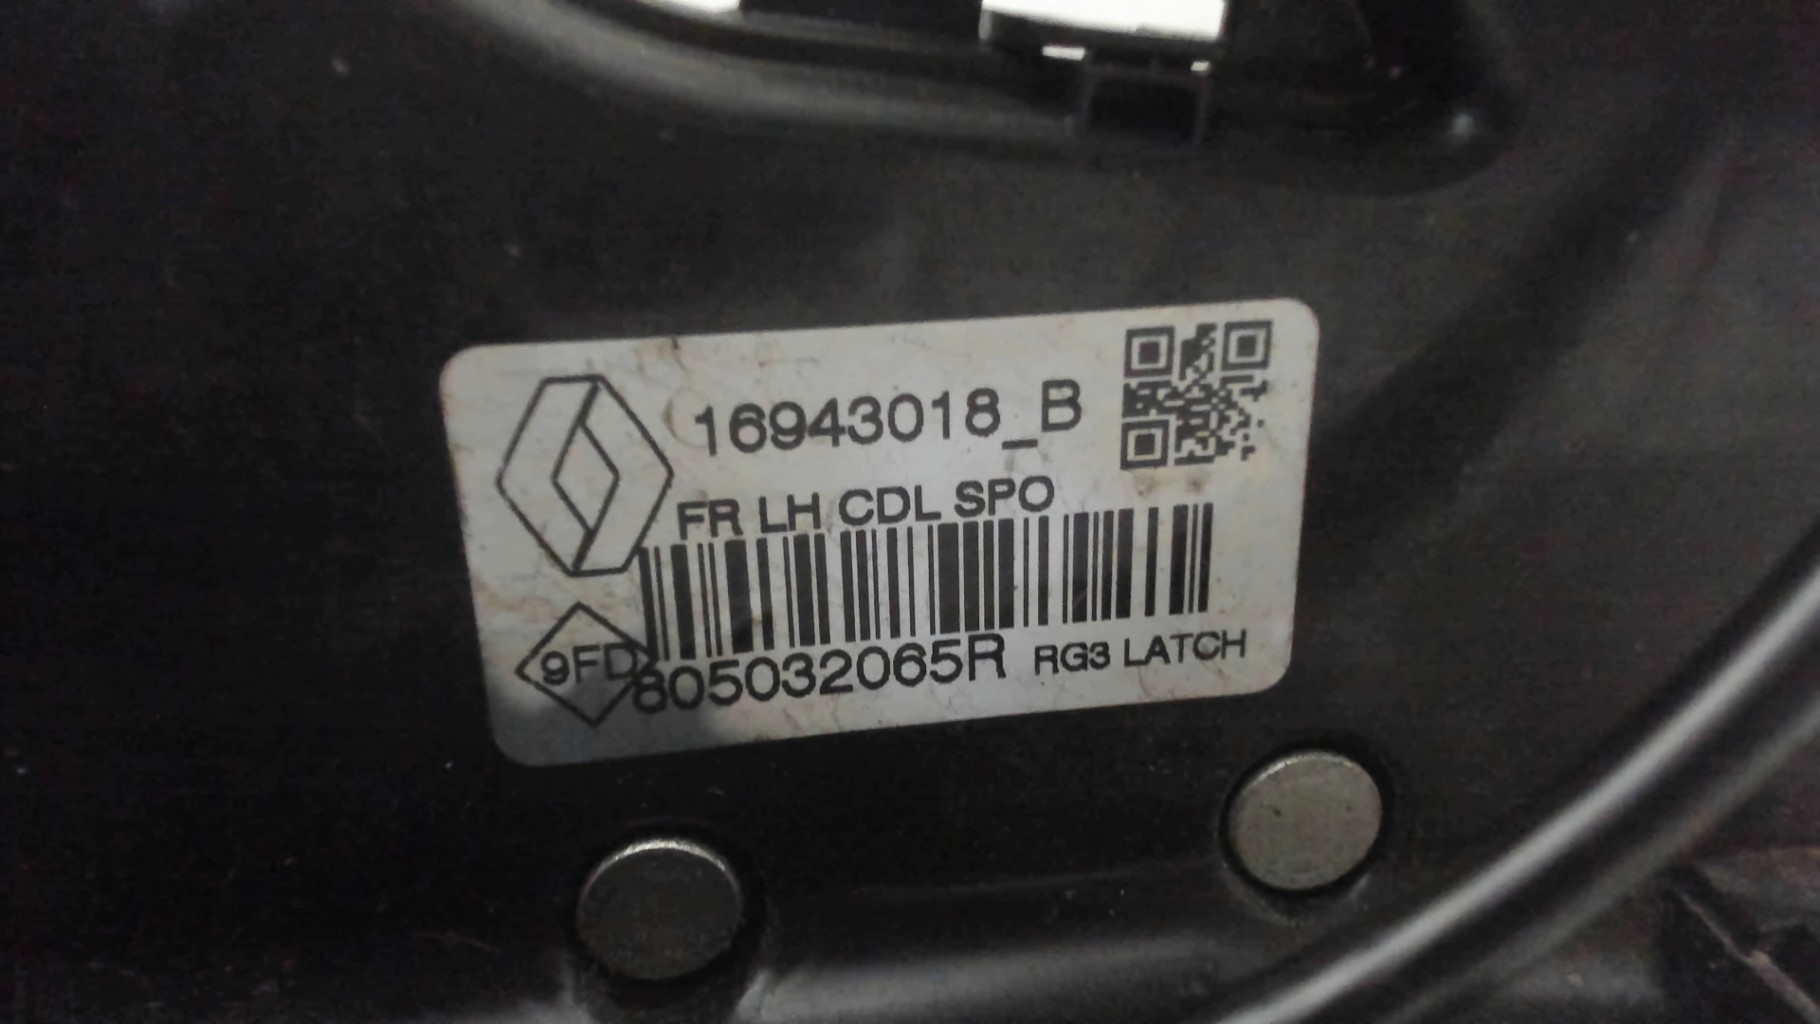 16943018_B
FR LH CDL SPO
9FD
805032065R RG3 LATCH